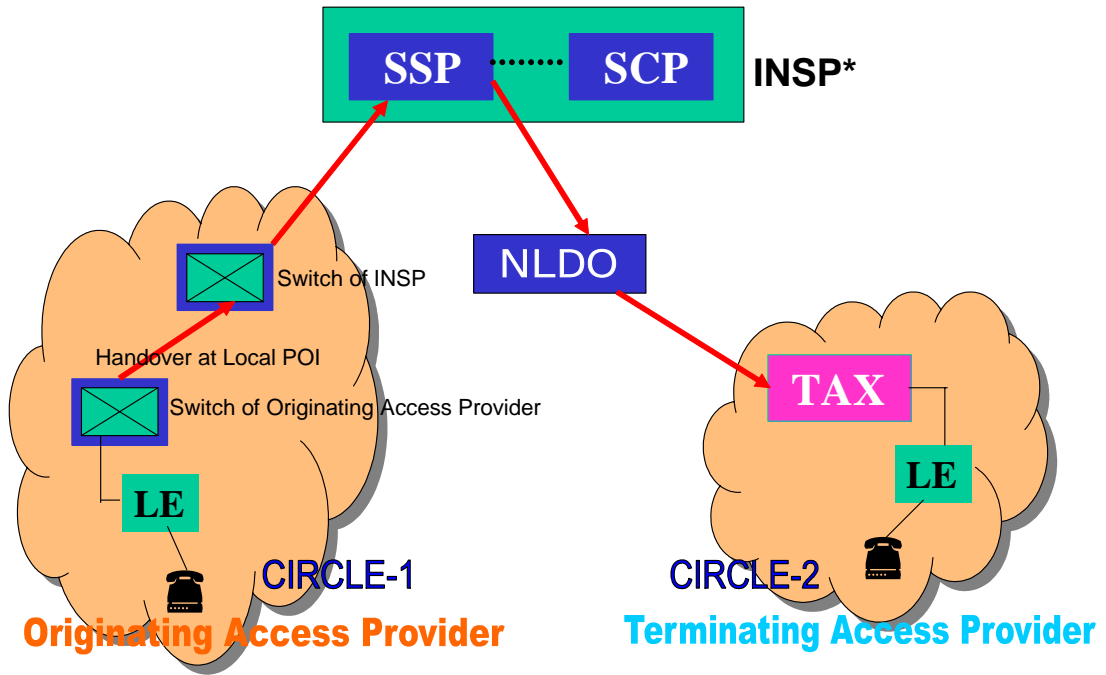 SSP
SCP
INSP*
NLDO
Switch of INSP
Handover at Local POI
Switch of Originating Access Provider
TAX
LE
LE
CIRCLE-1
CIRCLE-2
Originating Access Provider
Terminating Access Provider